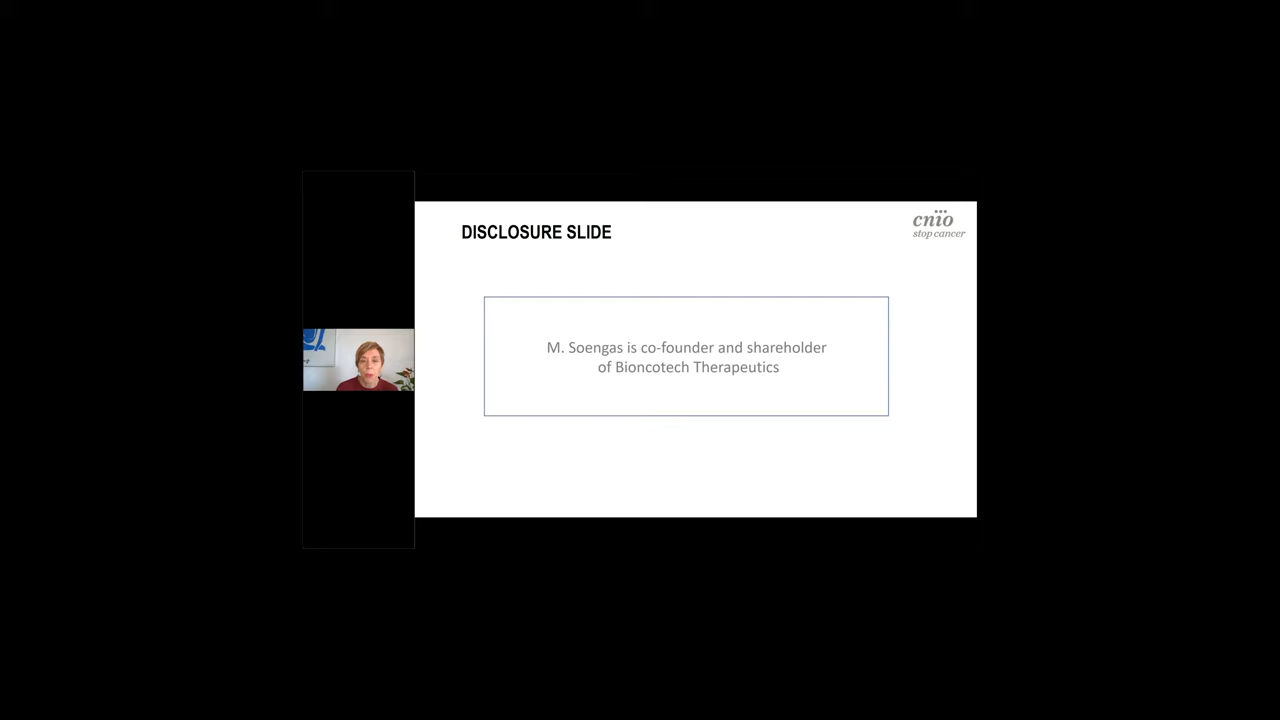 DISCLOSURE SLIDE
cnio
stop cancer
M. Soengas is co-founder and shareholder
of Bioncotech Therapeutics